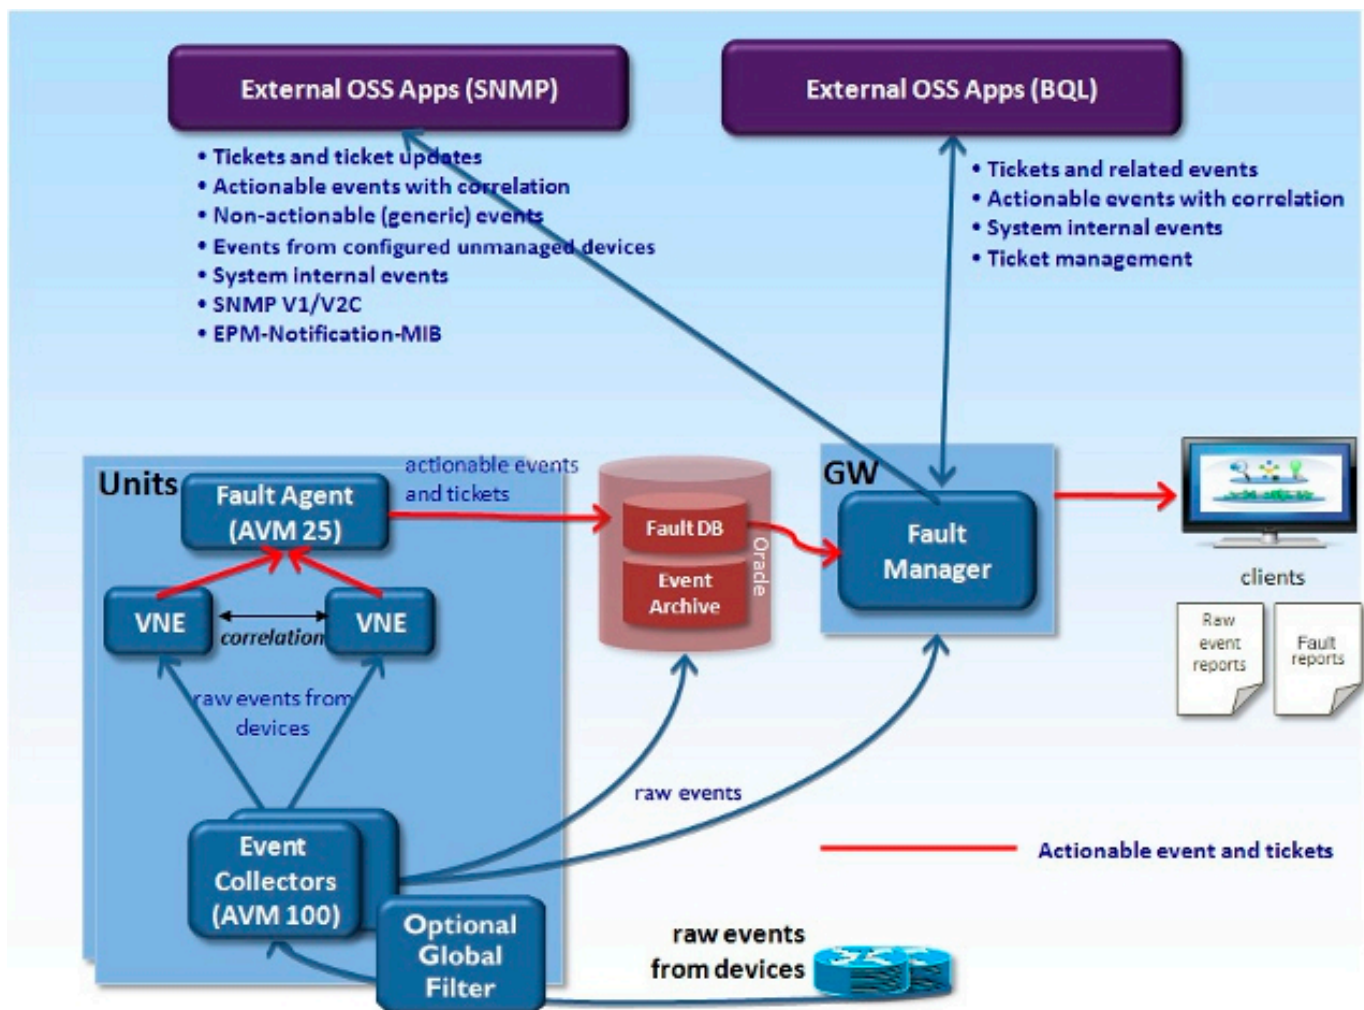 External OSS Apps (SNMP)
External OSS Apps (BQL)
• Tickets and ticket updates
• Actionable events with correlation
• Non-actionable (generic) events
• Events from configured unmanaged devices
• System internal events
• SNMP V1/V2C
• EPM-Notification-MIB
• Tickets and related events
• Actionable events with correlation
• System internal events
• Ticket management
Units
Fault Agent
(AVM 25)
actionable events
and tickets
VNE
correlation
VNE
raw events from
devices
Event
Collectors
(AVM 100)
Optional
Global
Filter
Fault DB
Event
Archive
Oracle
GW
Fault
Manager
clients
Raw
event
reports
Fault
reports
raw events
Actionable event and tickets
raw events
from devices